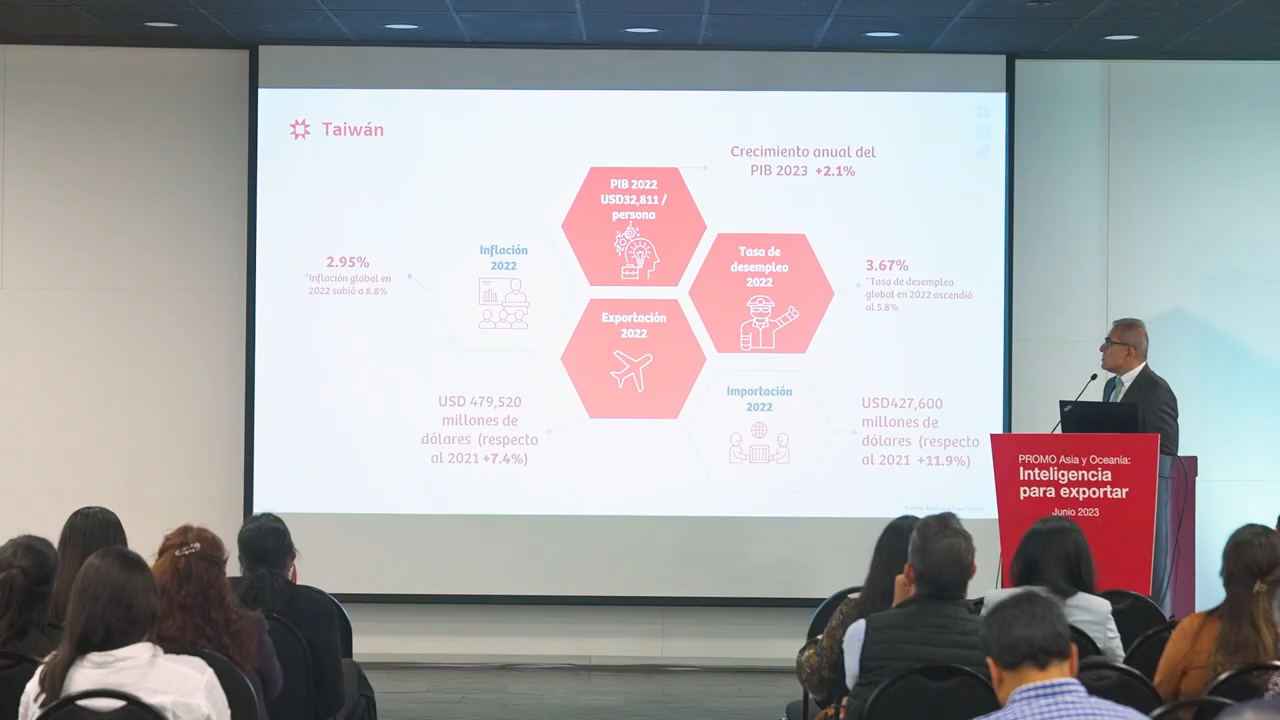 Taiwán
Crecimiento anual del
PIB 2023 +2.1%
PIB 2022
USD32,811 /
persona
Inflación
2022
2.95%
*Inflación global en
2022 subió a 8.8%
Tasa de
desempleo
2022
3.67%
*Tasa de desempleo
global en 2022 ascendió
al 5.8%
Exportación
2022
USD 479,520
millones de
dólares (respecto
al 2021 +7.4%)
Importación
2022
USD427,600
millones de
dólares (respecto
al 2021 +11.9%)
PROMO Asia y Oceanía:
Inteligencia
para exportar
Junio 2023